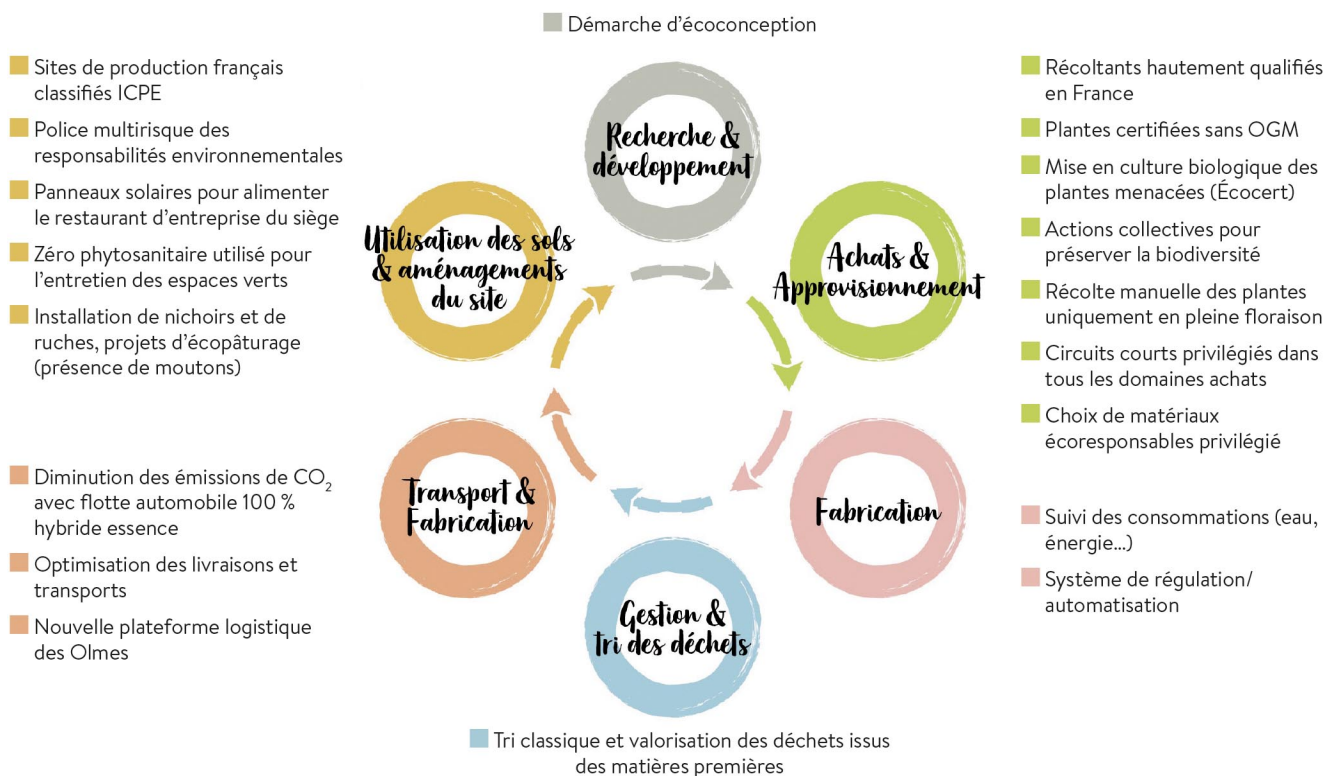 Démarche d'écoconception
Sites de production français
classifiés ICPE
Police multirisque des
responsabilités environnementales
Panneaux solaires pour alimenter
le restaurant d'entreprise du siège
Zéro phytosanitaire utilisé pour
l'entretien des espaces verts
Installation de nichoirs et de
ruches, projets d'écopâturage
(présence de moutons)
Recherche &
développement
Utilisation des sols
& aménagements
du site
Achats &
Approvisionnement
Récoltants hautement qualifiés
en France
Plantes certifiées sans OGM
Mise en culture biologique des
plantes menacées (Écocert)
Actions collectives pour
préserver la biodiversité
Récolte manuelle des plantes
uniquement en pleine floraison
Circuits courts privilégiés dans
tous les domaines achats
Choix de matériaux
écoresponsables privilégié
Diminution des émissions de CO₂
avec flotte automobile 100 %
hybride essence
Optimisation des livraisons et
transports
Nouvelle plateforme logistique
des Olmes
Transport &
Fabrication
Fabrication
Suivi des consommations (eau,
énergie...)
Système de régulation/
automatisation
Gestion &
tri des déchets
Tri classique et valorisation des déchets issus
des matières premières